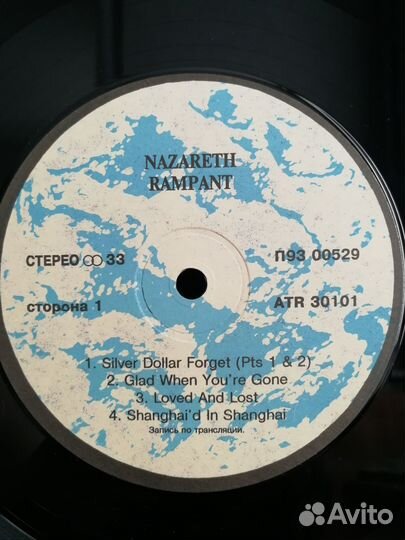 NAZARETH
RAMPANT
СТЕРЕО 33
П93 00529
сторона 1
ATR 30101
1. Silver Dollar Forget (Pts 1 & 2)
2. Glad When You're Gone
3. Loved And Lost
4. Shanghai'd In Shanghai
Запись по трансляции.
Avito